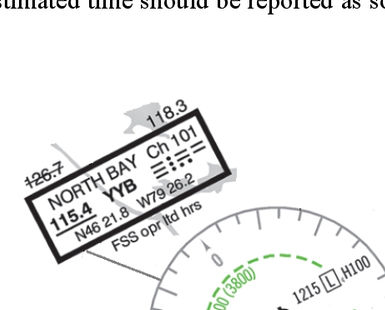 stimated time should be reported as so
118.3
126.7
NORTH BAY Ch 101
115.4 YYB
N46 21.8 W79 26.2
FSS opr ltd hrs
0
00 (3800)
1215 L H100